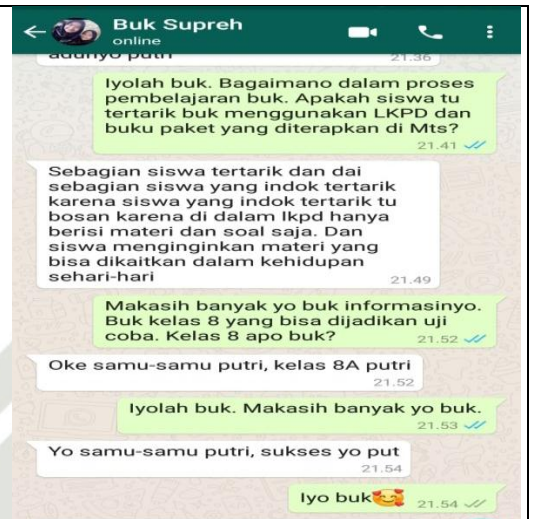 Buk Supreh
online
adonyo putri
21.36
Iyolah buk. Bagaimano dalam proses
pembelajaran buk. Apakah siswa tu
tertarik buk menggunakan LKPD dan
buku paket yang diterapkan di Mts?
21.41
Sebagian siswa tertarik dan dai
sebagian siswa yang indok tertarik
karena siswa yang indok tertarik tu
bosan karena di dalam lkpd hanya
berisi materi dan soal saja. Dan
siswa menginginkan materi yang
bisa dikaitkan dalam kehidupan
sehari-hari
21.49
Makasih banyak yo buk informasinyo.
Buk kelas 8 yang bisa dijadikan uji
coba. Kelas 8 apo buk?
21.52
Oke samu-samu putri, kelas 8A putri
21.52
Iyolah buk. Makasih banyak yo buk.
21.53
Yo samu-samu putri, sukses yo put
21.54
Iyo buk🥰
21.54